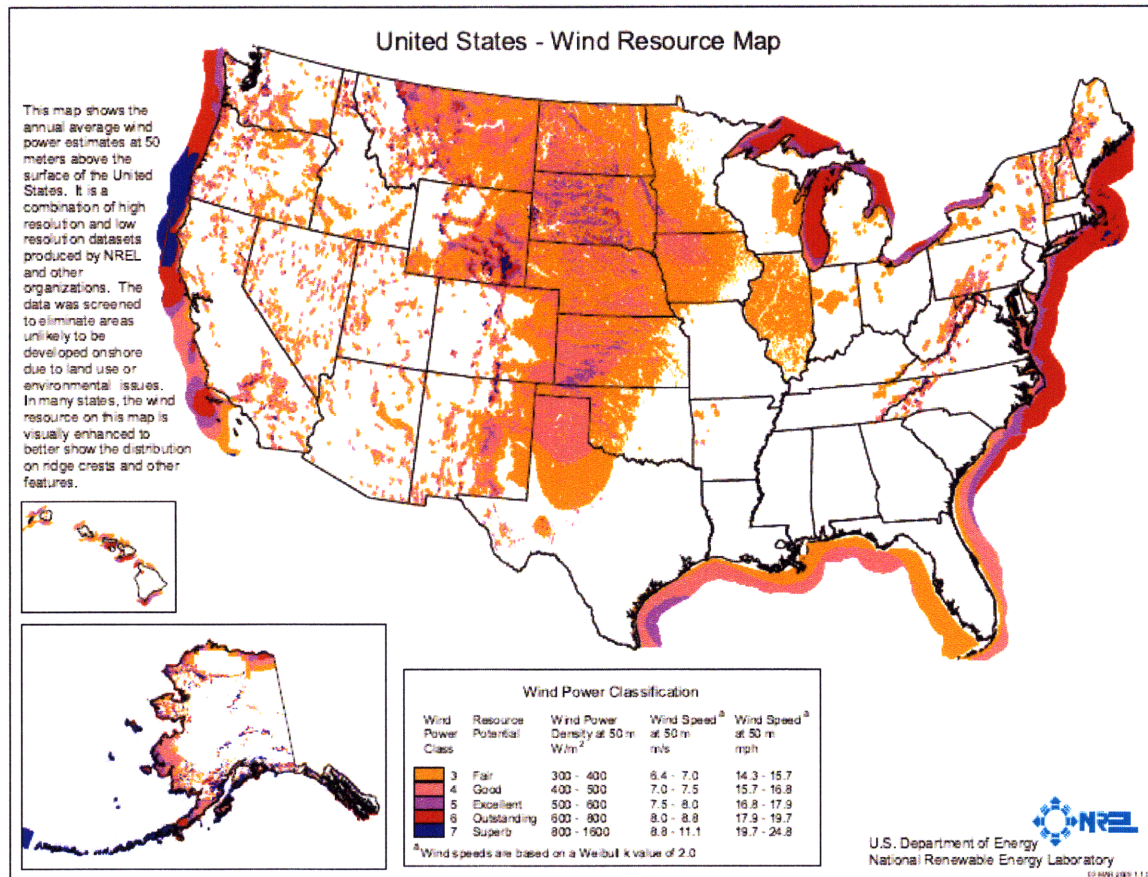 United States - Wind Resource Map
This map shows the
annual average wind
power estimates at 50
meters above the
surface of the United
States. It is a
combination of high
resolution and low
resolution datasets
produced by NREL
and other
organizations. The
data was screened
to eliminate areas
unlikely to be
developed onshore
due to land use or
environmental issues.
In many states, the wind
resource on this map is
visually enhanced to
better show the distribution
on ridge crests and other
features.
Wind Power Classification
Wind Power Class Resource Potential Wind Power Density at 50 m W/m² Wind Speed a at 50 m m/s Wind Speed a at 50 m mph
3 Fair 300 - 400 6.4 - 7.0 14.3 - 15.7
4 Good 400 - 500 7.0 - 7.5 15.7 - 16.8
5 Excellent 500 - 600 7.5 - 8.0 16.8 - 17.9
6 Outstanding 600 - 800 8.0 - 8.8 17.9 - 19.7
7 Superb 800 - 1600 8.8 - 11.1 19.7 - 24.8
a Wind speeds are based on a Weibull k value of 2.0
NREL
U.S. Department of Energy
National Renewable Energy Laboratory